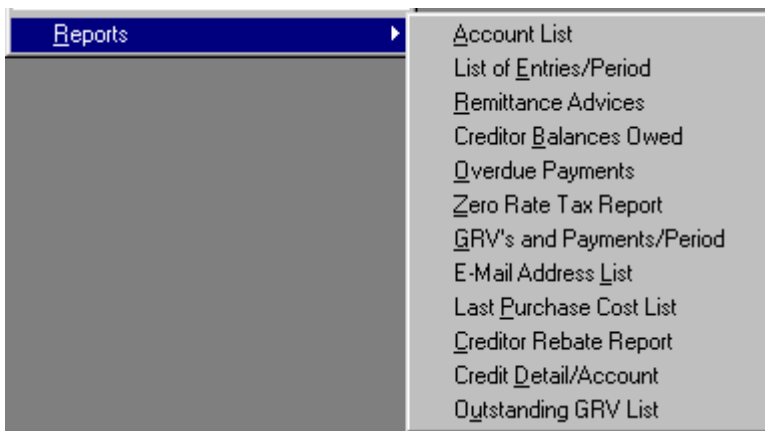 Reports
Account List
List of Entries/Period
Remittance Advices
Creditor Balances Owed
Overdue Payments
Zero Rate Tax Report
GRV's and Payments/Period
E-Mail Address List
Last Purchase Cost List
Creditor Rebate Report
Credit Detail/Account
Outstanding GRV List